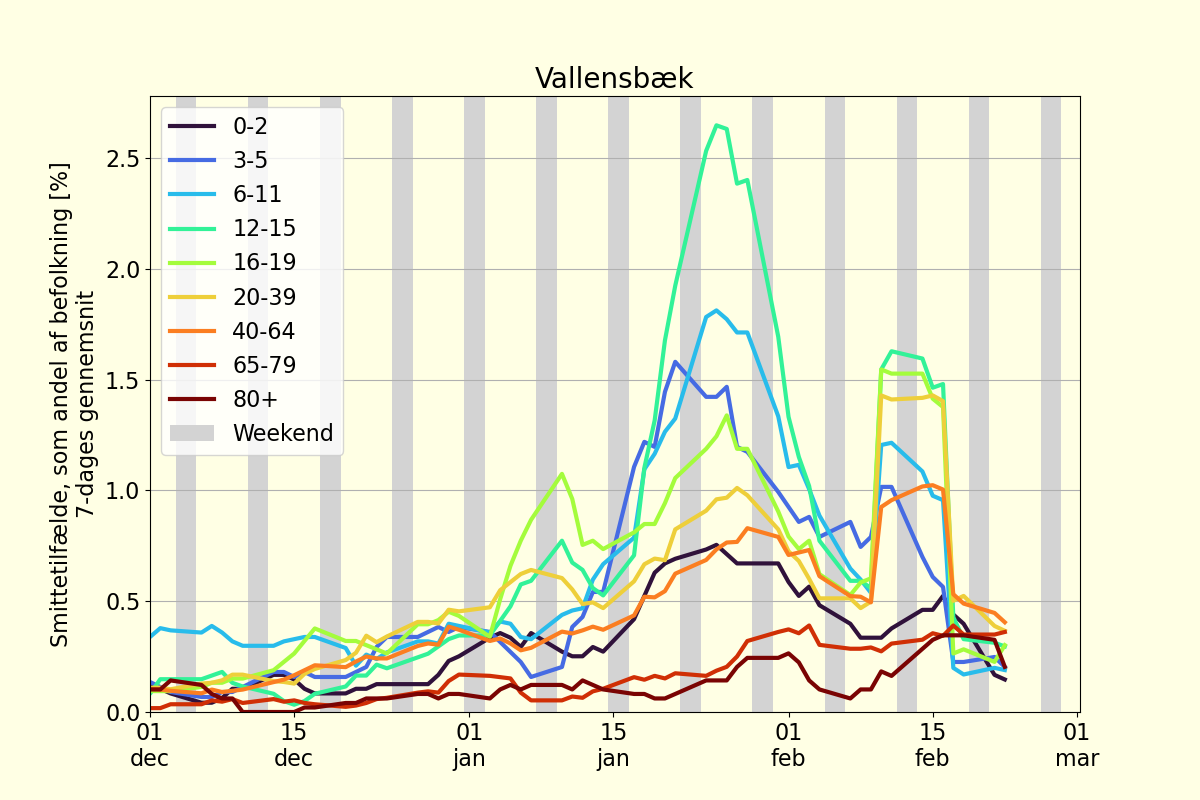 Vallensbæk
Smittetilfælde, som andel af befolkning [%]
7-dages gennemsnit
2.5
2.0
1.5
1.0
0.5
0.0
0-2
3-5
6-11
12-15
16-19
20-39
40-64
65-79
80+
Weekend
01
dec
15
dec
01
jan
15
jan
01
feb
15
feb
01
mar